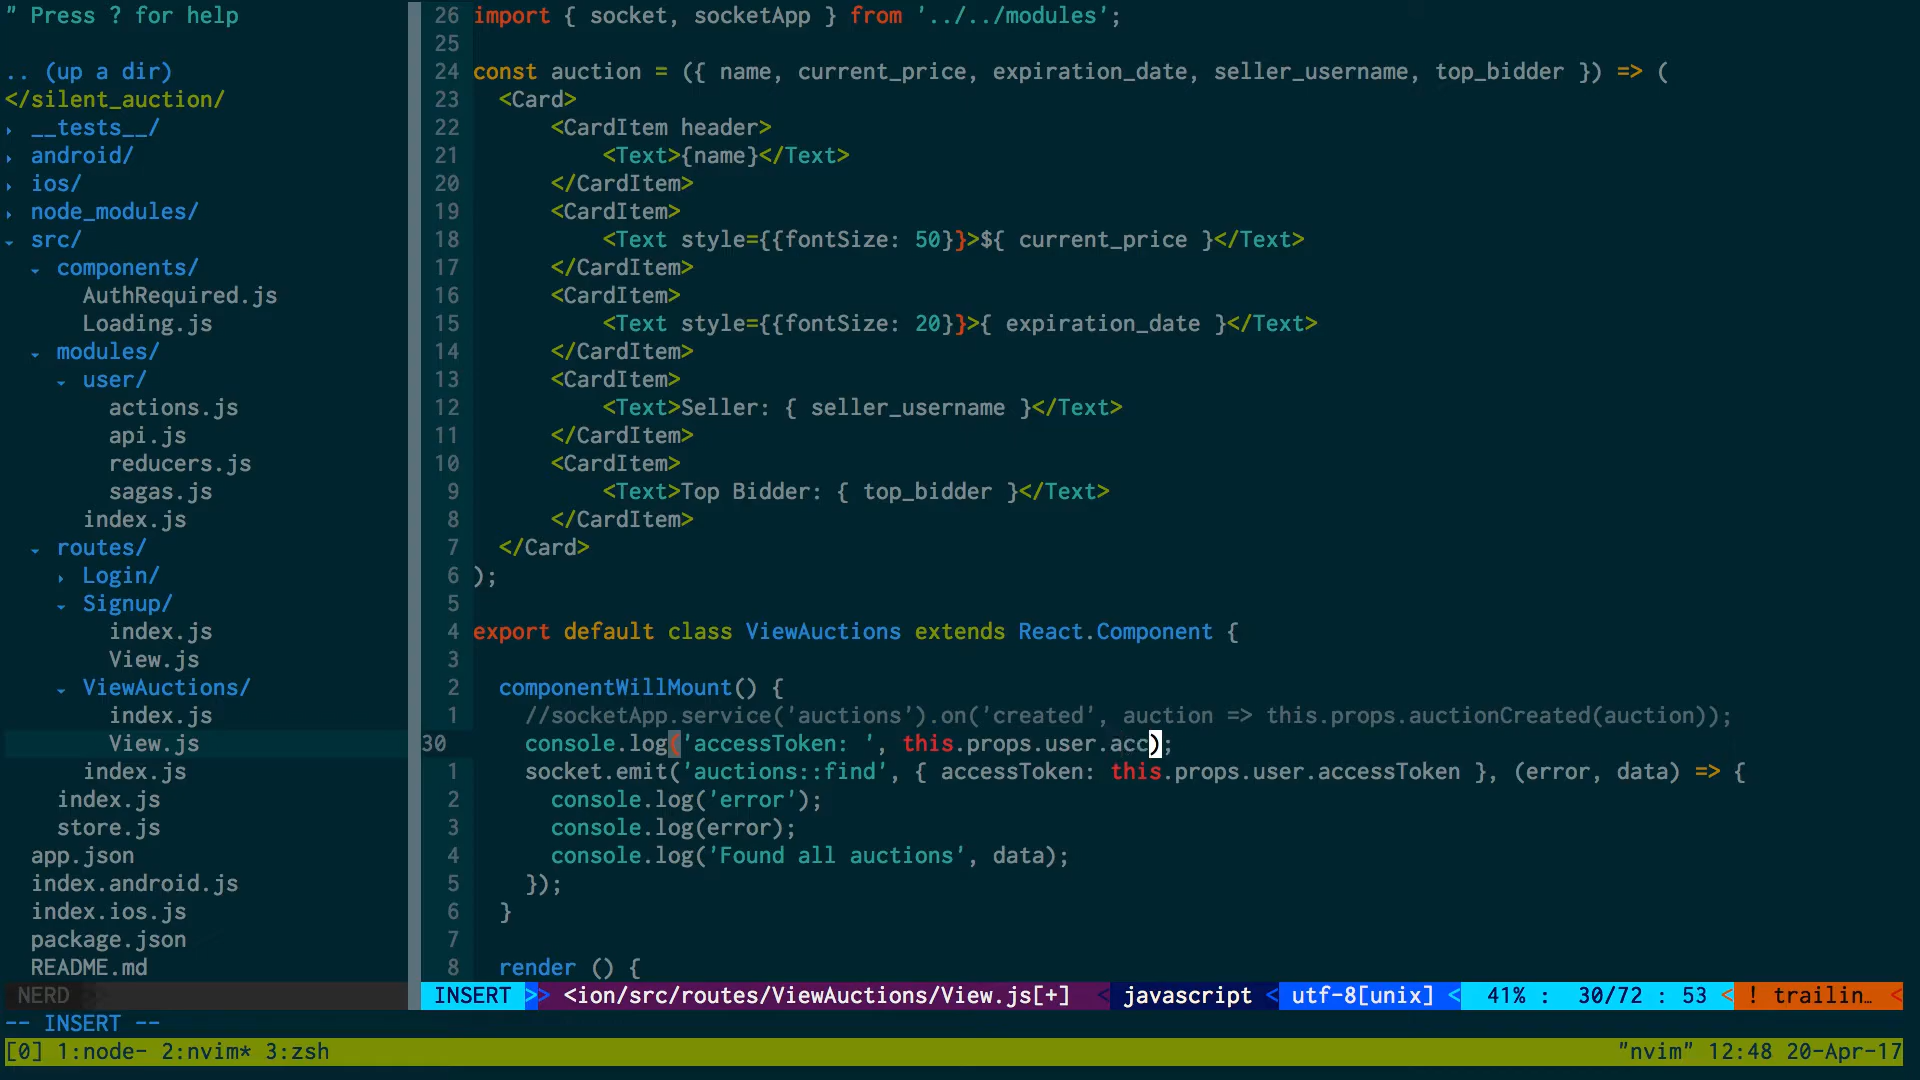 " Press ? for help
.. (up a dir)
</silent_auction/
▸ __tests__/
▸ android/
▸ ios/
▸ node_modules/
▾ src/
▾ components/
AuthRequired.js
Loading.js
▾ modules/
▾ user/
actions.js
api.js
reducers.js
sagas.js
index.js
▾ routes/
▸ Login/
▾ Signup/
index.js
View.js
▾ ViewAuctions/
index.js
View.js
index.js
index.js
store.js
app.json
index.android.js
index.ios.js
package.json
README.md
NERD
26 import { socket, socketApp } from '../../modules';
25
24 const auction = ({ name, current_price, expiration_date, seller_username, top_bidder }) => (
23 <Card>
22 <CardItem header>
21 <Text>{name}</Text>
20 </CardItem>
19 <CardItem>
18 <Text style={{fontSize: 50}}>${ current_price }</Text>
17 </CardItem>
16 <CardItem>
15 <Text style={{fontSize: 20}}>{ expiration_date }</Text>
14 </CardItem>
13 <CardItem>
12 <Text>Seller: { seller_username }</Text>
11 </CardItem>
10 <CardItem>
9 <Text>Top Bidder: { top_bidder }</Text>
8 </CardItem>
7 </Card>
6 );
5
4 export default class ViewAuctions extends React.Component {
3
2 componentWillMount() {
1 //socketApp.service('auctions').on('created', auction => this.props.auctionCreated(auction));
30 console.log('accessToken: ', this.props.user.acc);
1 socket.emit('auctions::find', { accessToken: this.props.user.accessToken }, (error, data) => {
2 console.log('error');
3 console.log(error);
4 console.log('Found all auctions', data);
5 });
6 }
7
8 render () {
INSERT >> <ion/src/routes/ViewAuctions/View.js[+] < javascript < utf-8[unix] < 41% : 30/72 : 53 < ! trailin… <
-- INSERT --
[0] 1:node- 2:nvim* 3:zsh "nvim" 12:48 20-Apr-17